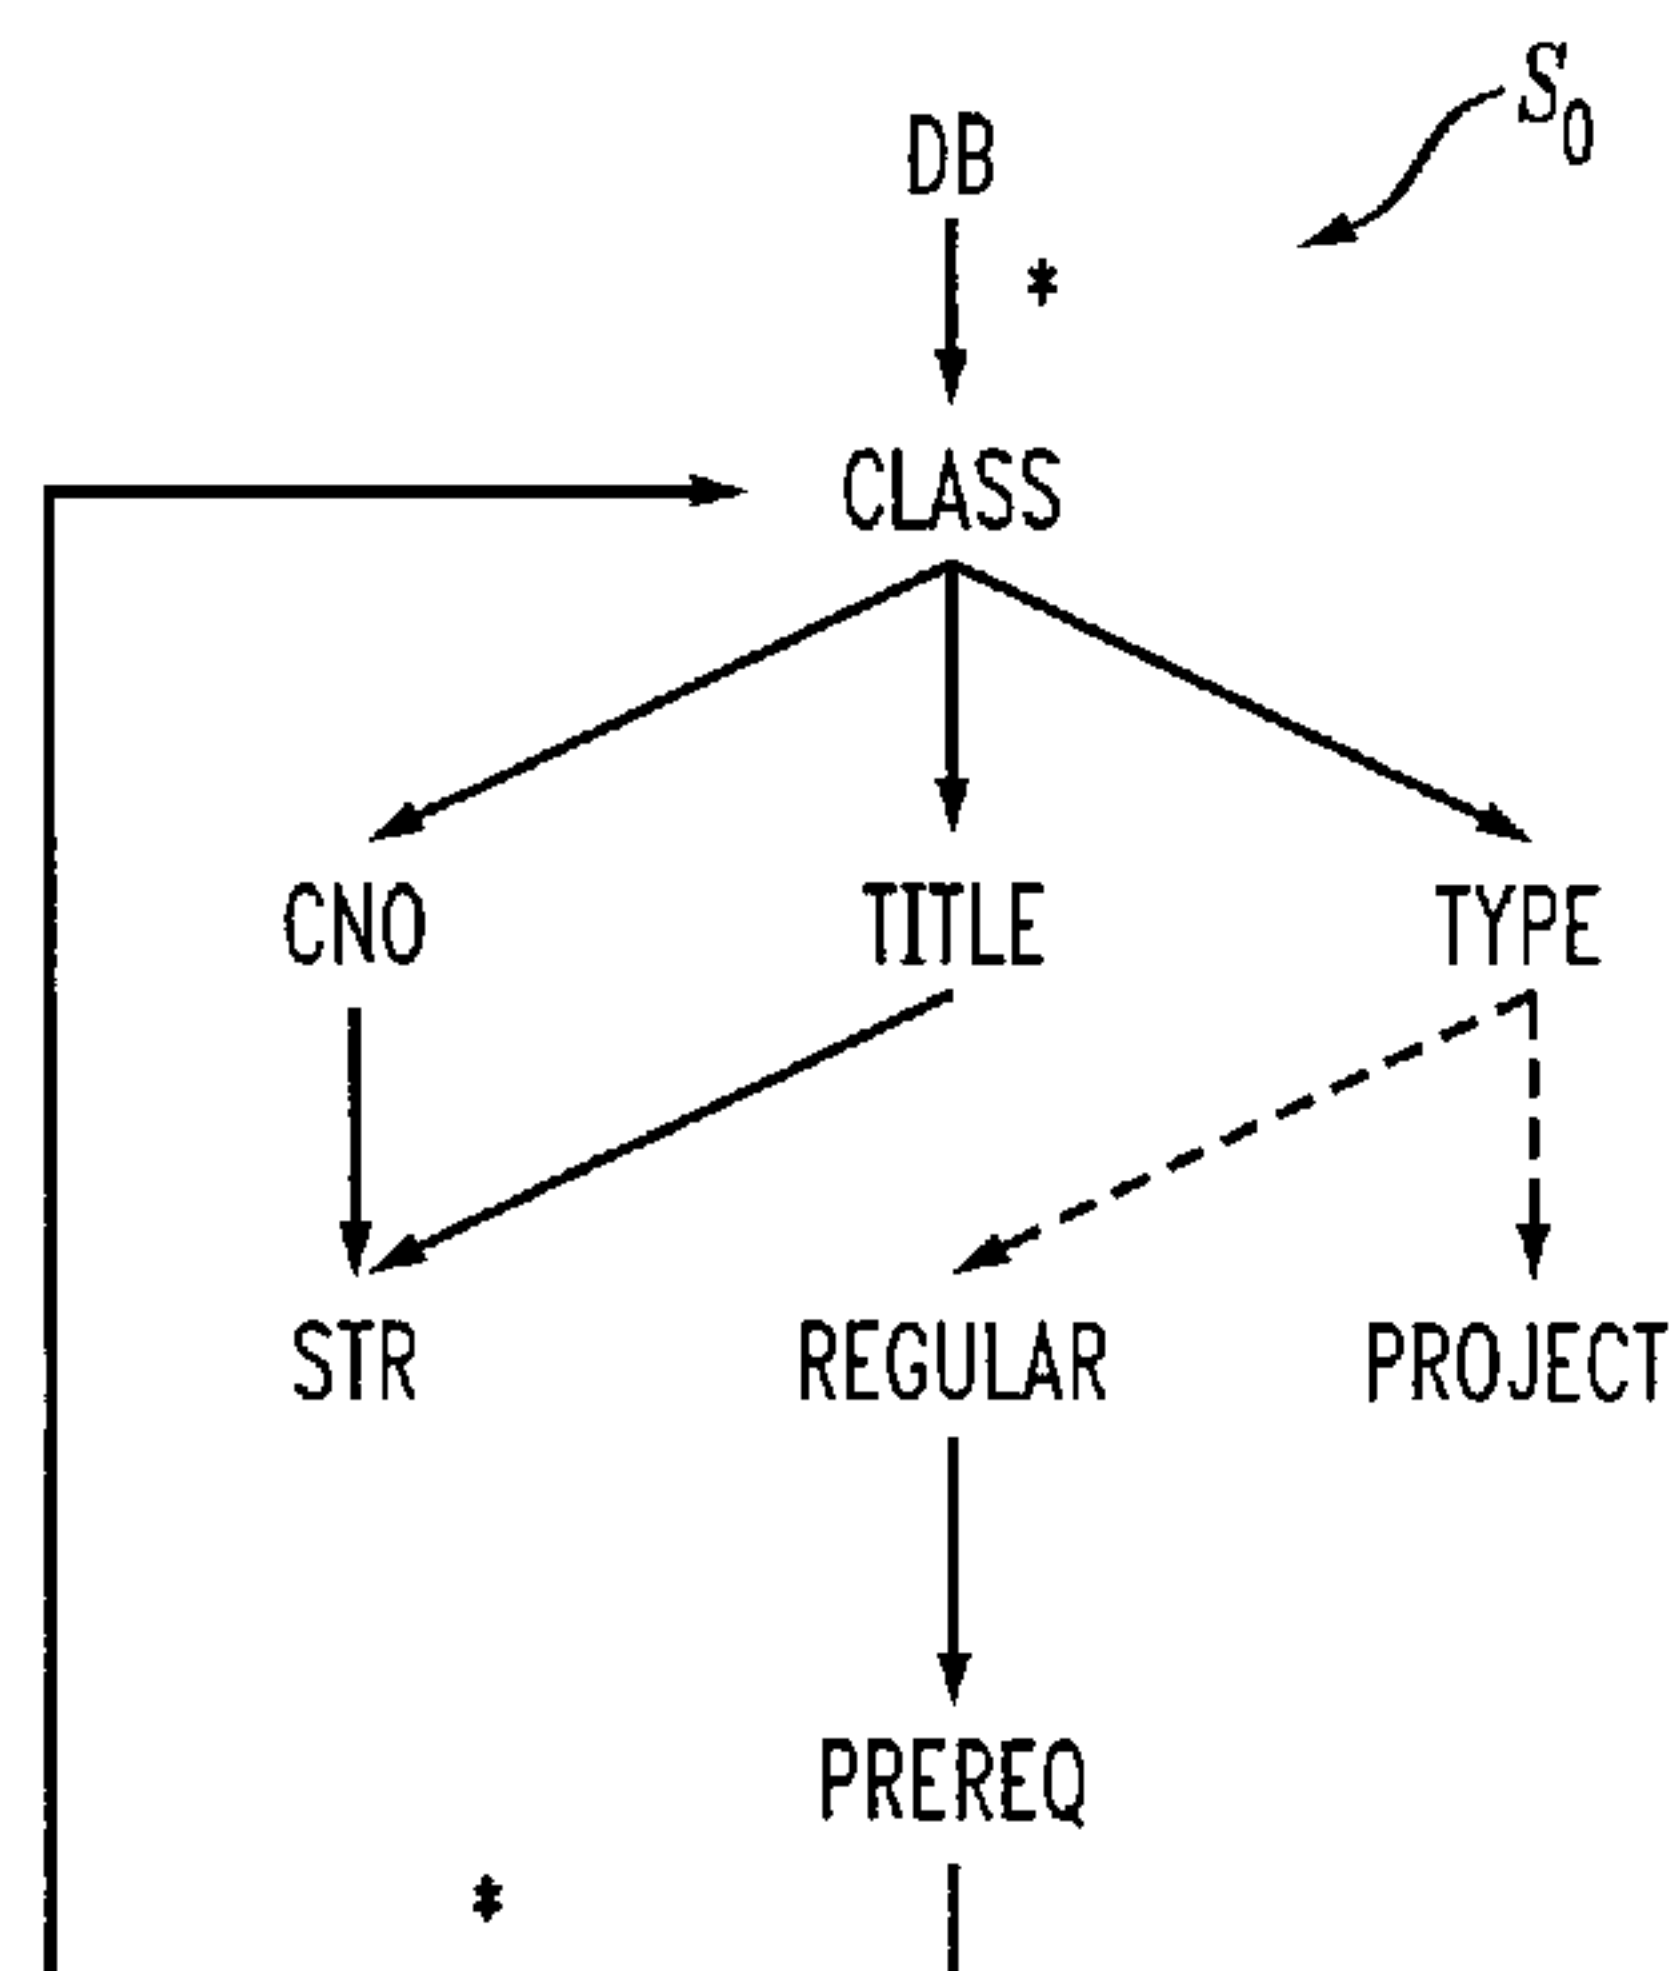 S0
DB
*
CLASS
CNO TITLE TYPE
STR REGULAR PROJECT
PREREQ
*